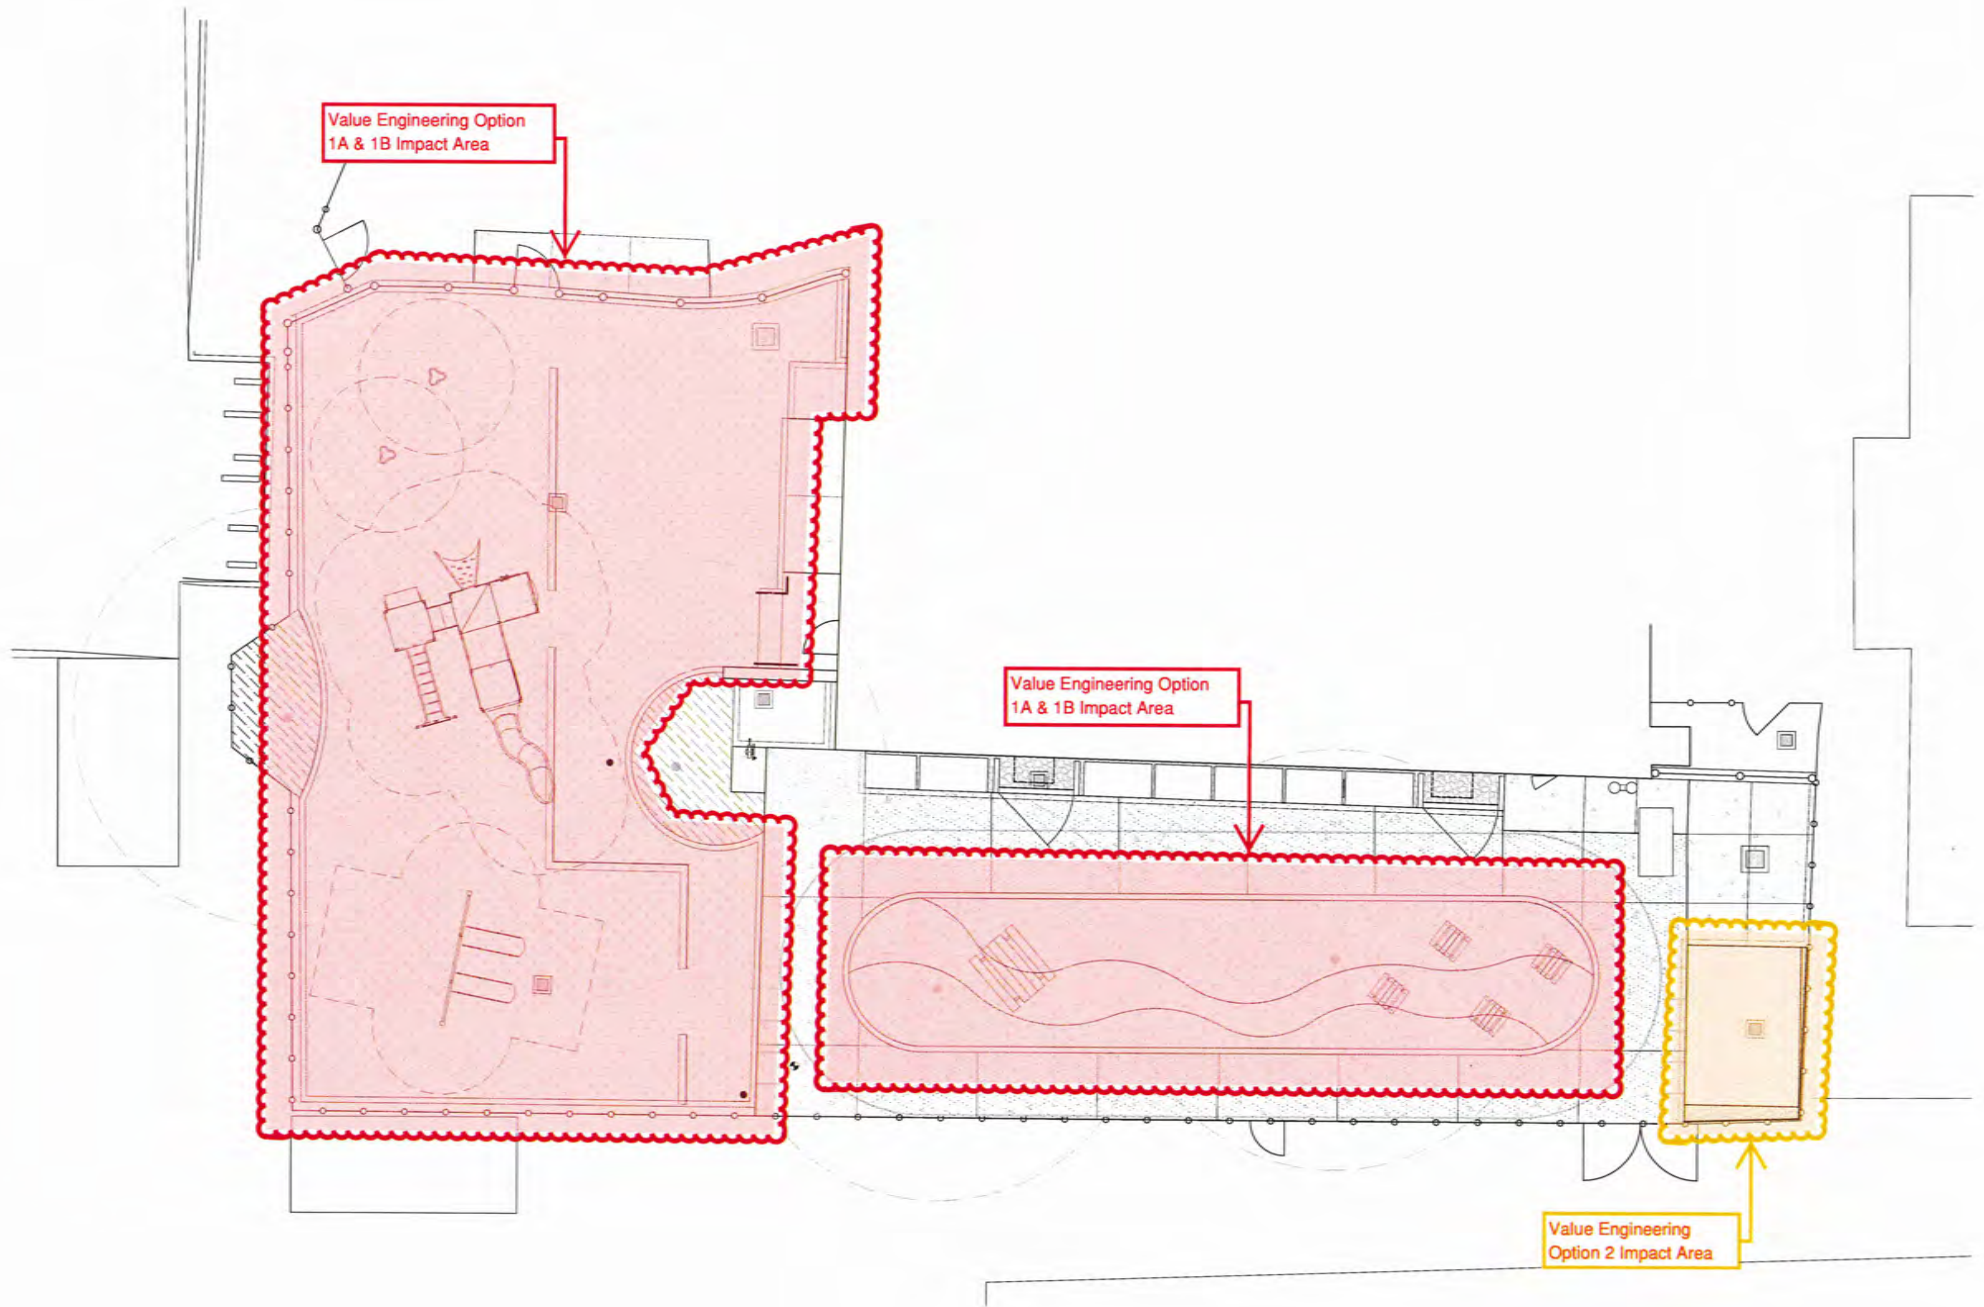 Value Engineering Option
1A & 1B Impact Area
Value Engineering Option
1A & 1B Impact Area
Value Engineering
Option 2 Impact Area